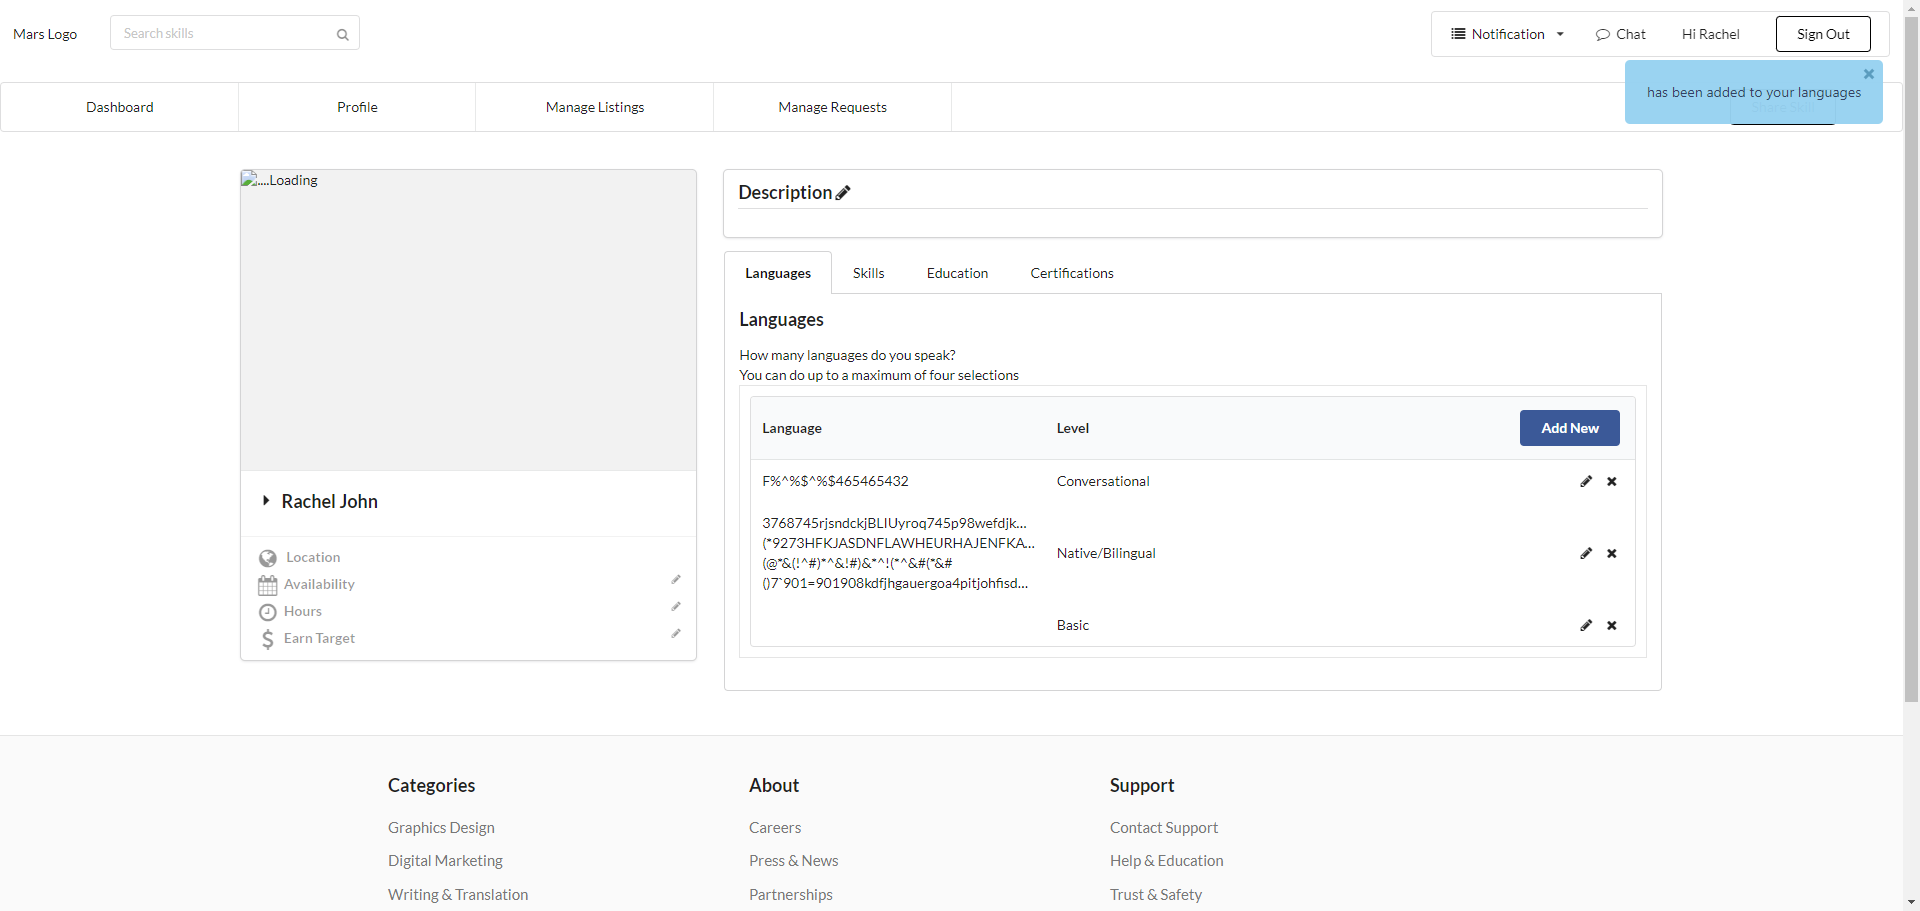 Mars Logo
Search skills
Notification
Chat
Hi Rachel
Sign Out
has been added to your languages
Dashboard
Profile
Manage Listings
Manage Requests
....Loading
Description
Languages
Skills
Education
Certifications
Languages
How many languages do you speak?
You can do up to a maximum of four selections
Language
Level
Add New
F%^%$^%$465465432
Conversational
3768745rjsndckjBLIUyroq745p98wefdjk...
(*9273HFKJASDNFLAWHEURHAJENFKA...
(@*&(!^#)*^&!#)&*^!(*^&#(*&#
()7`901=901908kdfjhgauergoa4pitjohfisd...
Native/Bilingual
Basic
Rachel John
Location
Availability
Hours
Earn Target
Categories
Graphics Design
Digital Marketing
Writing & Translation
About
Careers
Press & News
Partnerships
Support
Contact Support
Help & Education
Trust & Safety